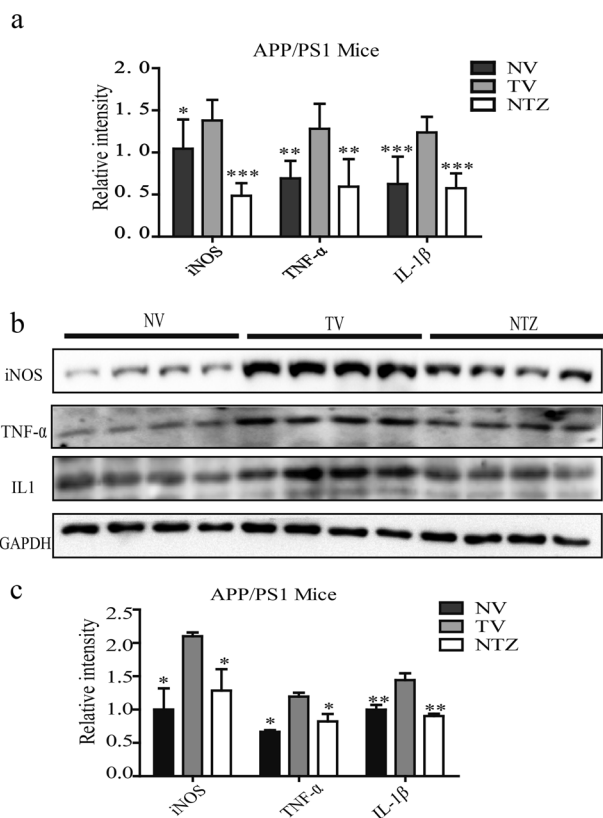 a
APP/PS1 Mice
Relative intensity
2.0
1.5
1.0
0.5
0.0
*
***
**
**
***
***
NV
TV
NTZ
iNOS
TNF-α
IL-1β
b
NV
TV
NTZ
iNOS
TNF-α
IL1
GAPDH
c
APP/PS1 Mice
Relative intensity
2.5
2.0
1.5
1.0
0.5
0.0
*
*
*
*
**
**
NV
TV
NTZ
iNOS
TNF-α
IL-1β